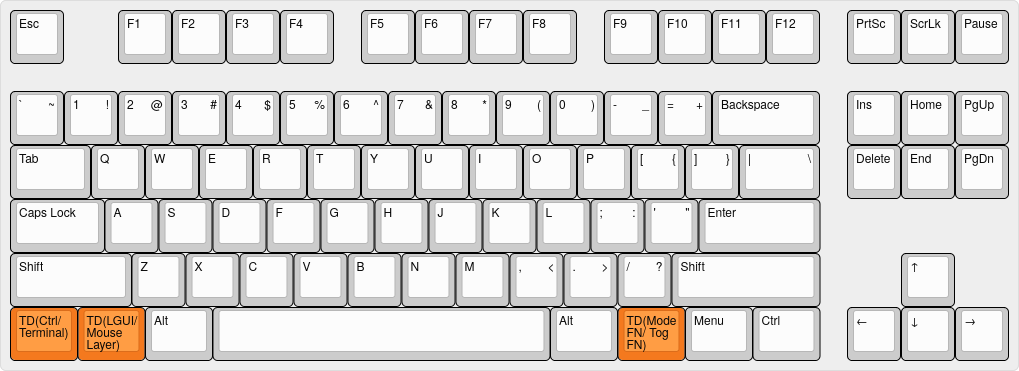 Esc F1 F2 F3 F4 F5 F6 F7 F8 F9 F10 F11 F12 PrtSc ScrLk Pause
` ~ 1 ! 2 @ 3 # 4 $ 5 % 6 ^ 7 & 8 * 9 ( 0 ) - _ = + Backspace Ins Home PgUp
Tab Q W E R T Y U I O P [ { ] } | \ Delete End PgDn
Caps Lock A S D F G H J K L ; : ' " Enter
Shift Z X C V B N M , < . > / ? Shift ↑
TD(Ctrl/
Terminal)
TD(LGUI/
Mouse
Layer)
Alt Alt
TD(Mode
FN/ Tog
FN)
Menu Ctrl ← ↓ →